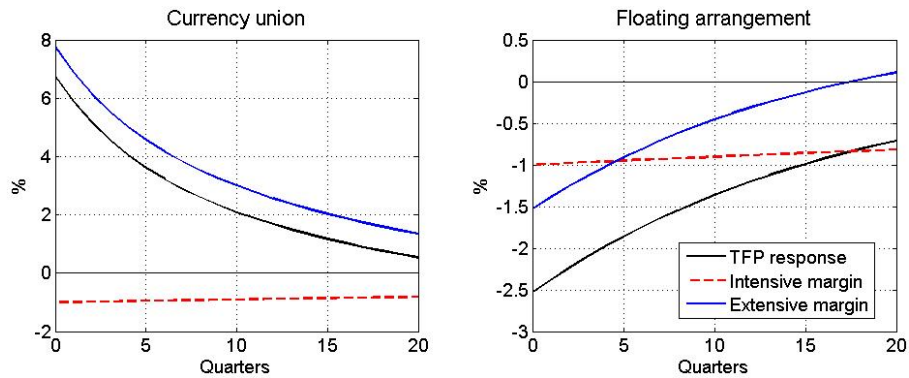 Currency union
8
6
4
2
0
-2
%
0 5 10 15 20
Quarters
Floating arrangement
0.5
0
-0.5
-1
-1.5
-2
-2.5
-3
%
0 5 10 15 20
Quarters
TFP response
Intensive margin
Extensive margin